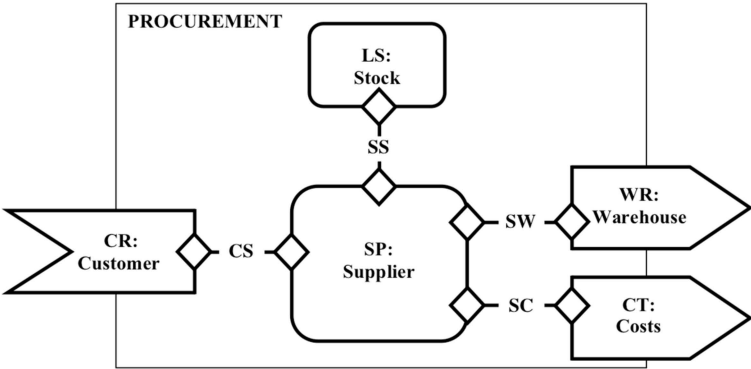 PROCUREMENT
LS:
Stock
SS
CR:
Customer
CS
SP:
Supplier
SW
WR:
Warehouse
SC
CT:
Costs